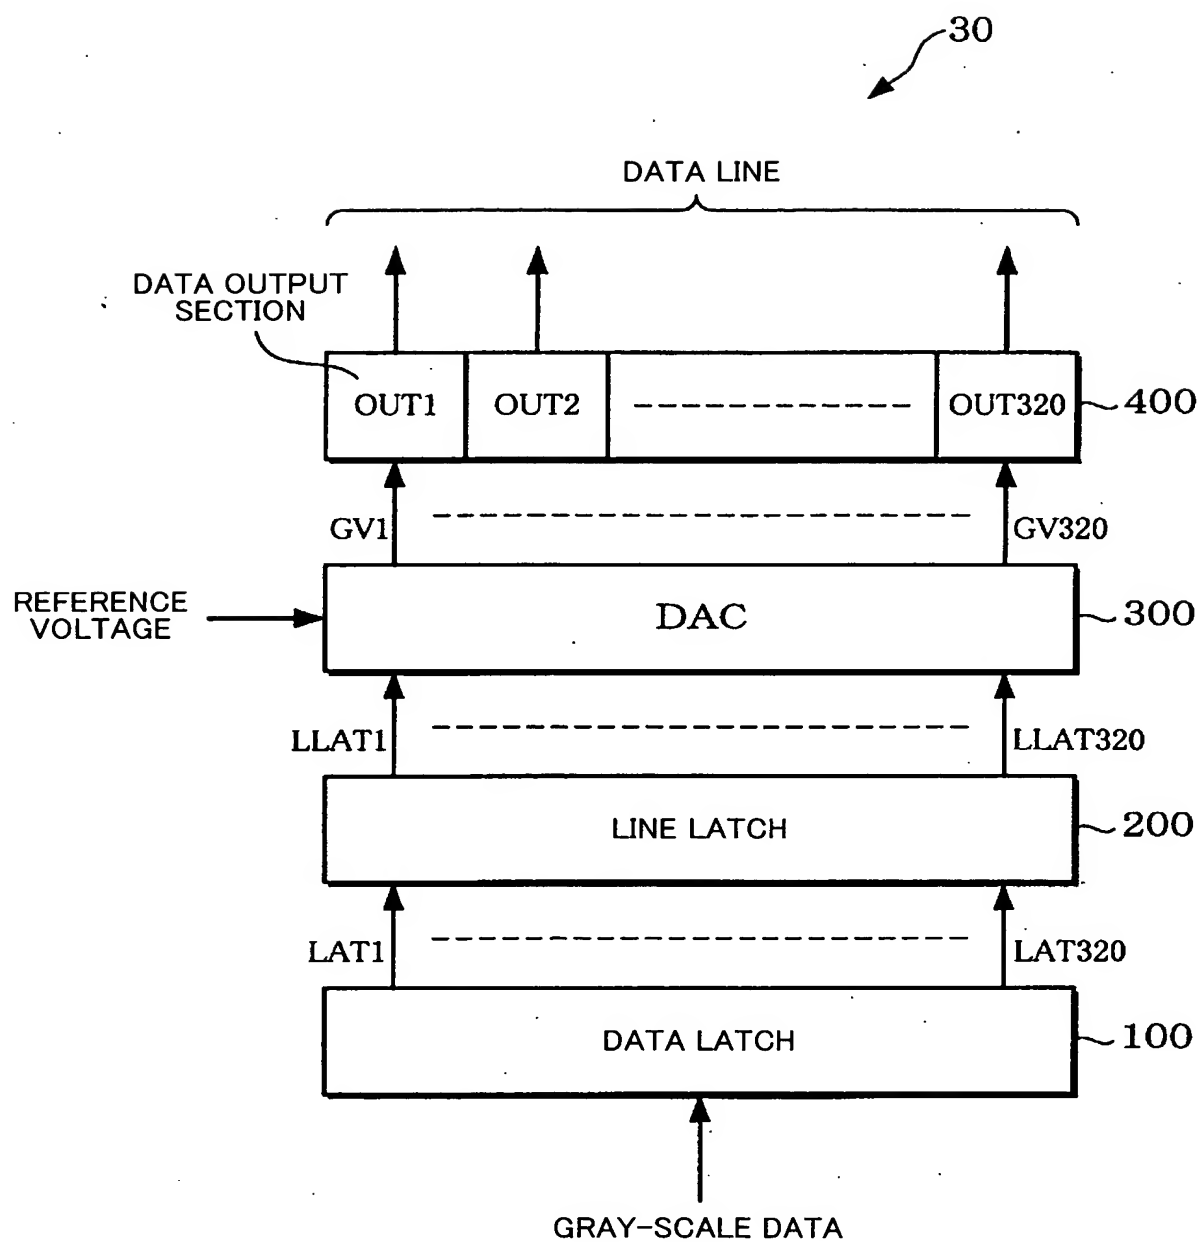 30
DATA LINE
DATA OUTPUT
SECTION
OUT1
OUT2
OUT320
400
GV1
GV320
REFERENCE
VOLTAGE
DAC
300
LLAT1
LLAT320
LINE LATCH
200
LAT1
LAT320
DATA LATCH
100
GRAY-SCALE DATA